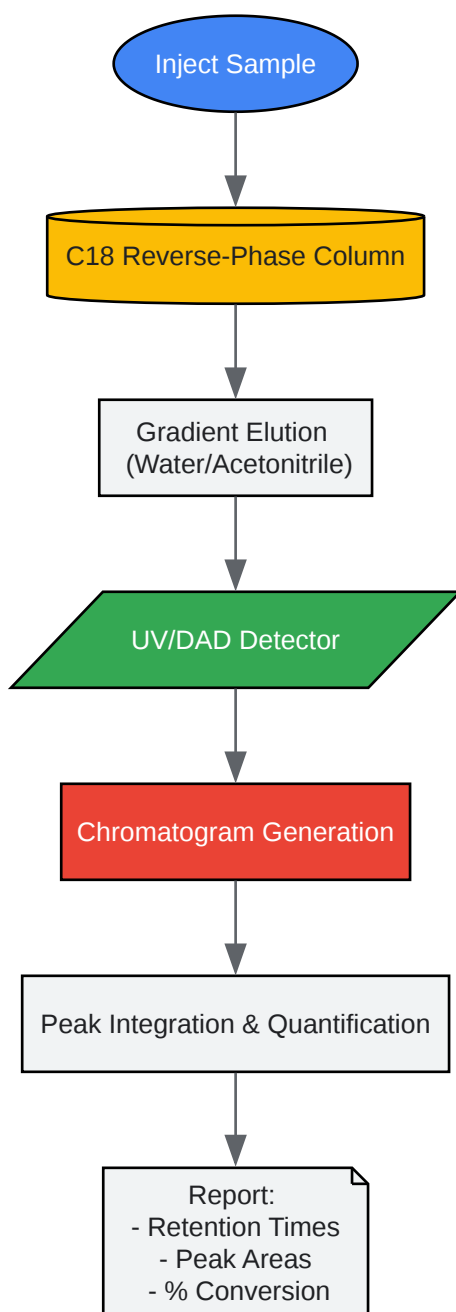 Inject Sample
C18 Reverse-Phase Column
Gradient Elution
(Water/Acetonitrile)
UV/DAD Detector
Chromatogram Generation
Peak Integration & Quantification
Report:
- Retention Times
- Peak Areas
- % Conversion